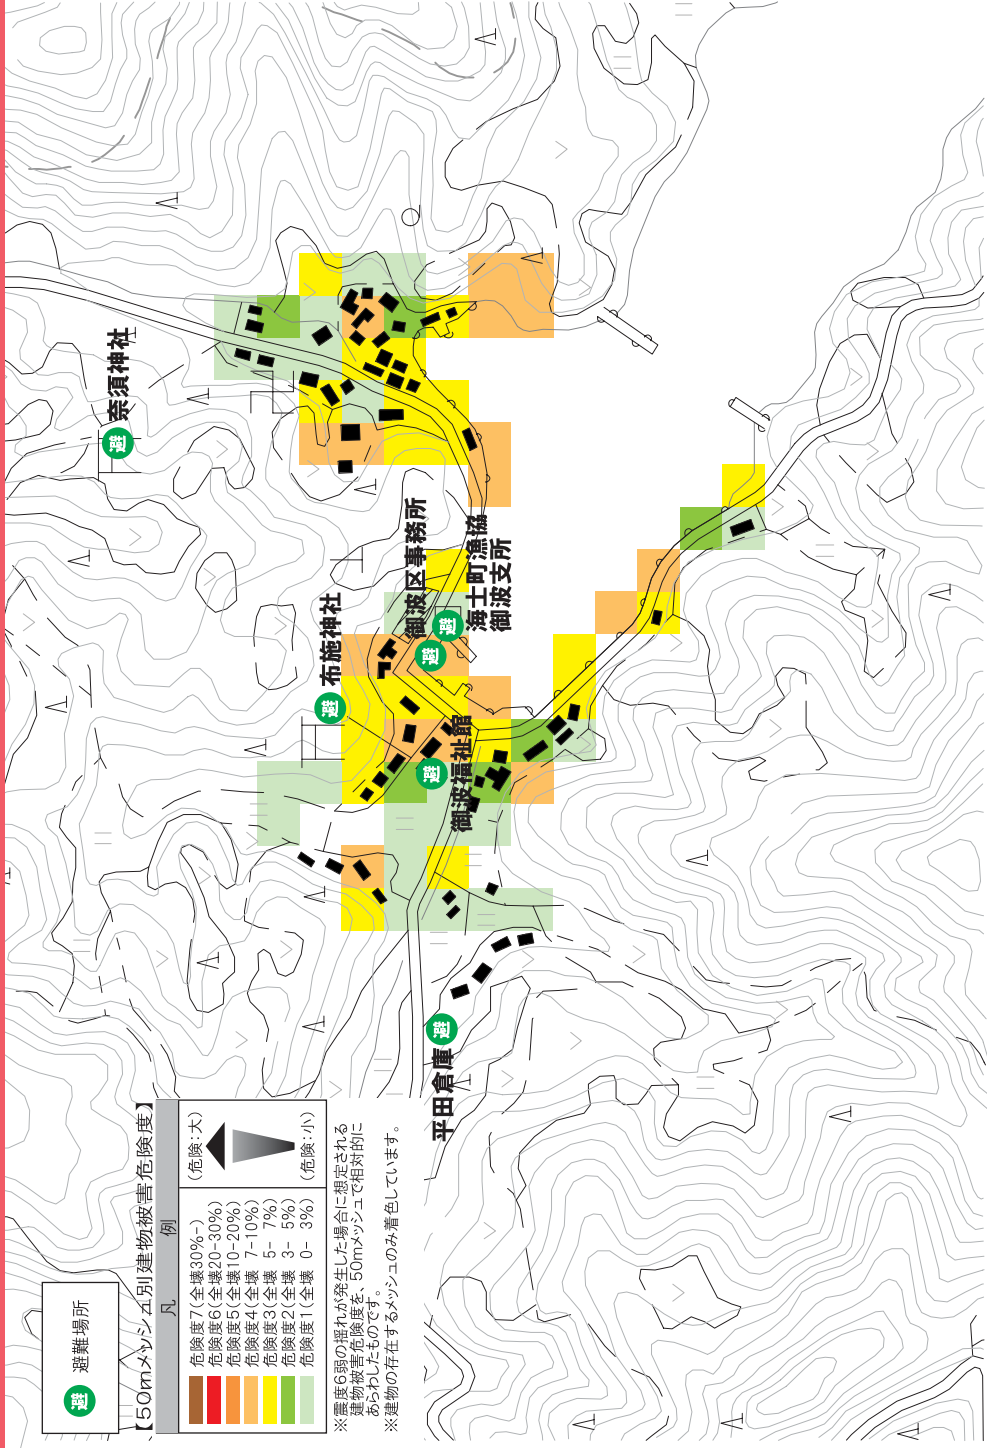 避 避難場所
【50mメッシュ別建物被害危険度】
凡例
危険度7(全壊30%-)
危険度6(全壊20-30%)
危険度5(全壊10-20%)
危険度4(全壊 7-10%)
危険度3(全壊 5- 7%)
危険度2(全壊 3- 5%)
危険度1(全壊 0- 3%)
(危険:大)
(危険:小)
※震度6弱の揺れが発生した場合に想定される
建物被害危険度を、50mメッシュで相対的に
あらわしたものです。
※建物の存在するメッシュのみ着色しています。
避 奈須神社
避 布施神社
避 御波区事務所
避 海士町漁協
御波支所
避 御波福祉館
避 平田倉庫